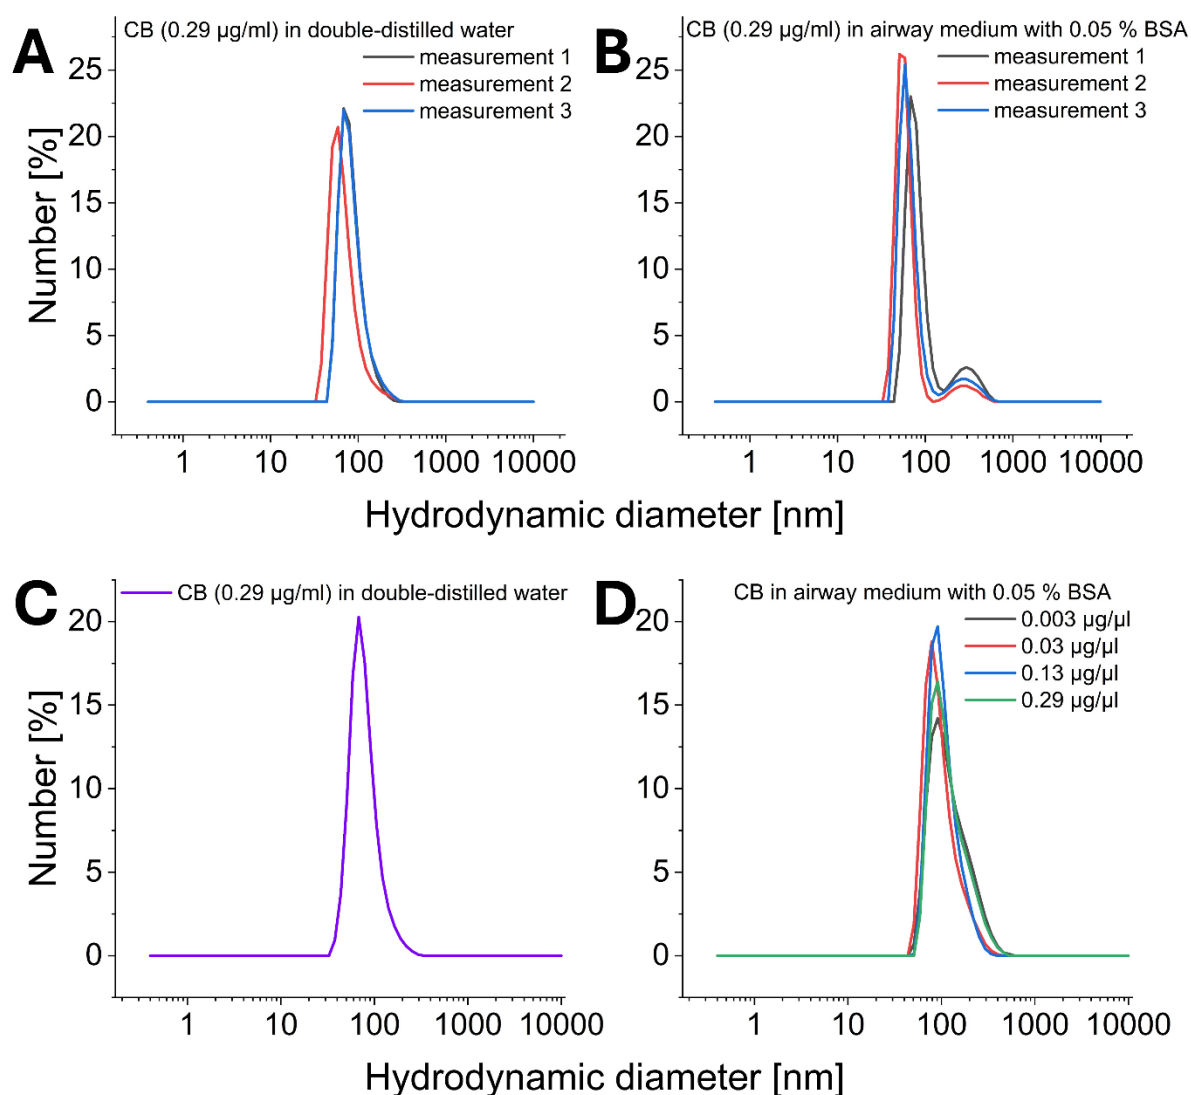 A
CB (0.29 µg/ml) in double-distilled water
measurement 1
measurement 2
measurement 3
Number [%]
25
20
15
10
5
0
1 10 100 1000 10000
B
CB (0.29 µg/ml) in airway medium with 0.05 % BSA
measurement 1
measurement 2
measurement 3
25
20
15
10
5
0
1 10 100 1000 10000
Hydrodynamic diameter [nm]
C
CB (0.29 µg/ml) in double-distilled water
Number [%]
20
15
10
5
0
1 10 100 1000 10000
D
CB in airway medium with 0.05 % BSA
0.003 µg/µl
0.03 µg/µl
0.13 µg/µl
0.29 µg/µl
20
15
10
5
0
1 10 100 1000 10000
Hydrodynamic diameter [nm]